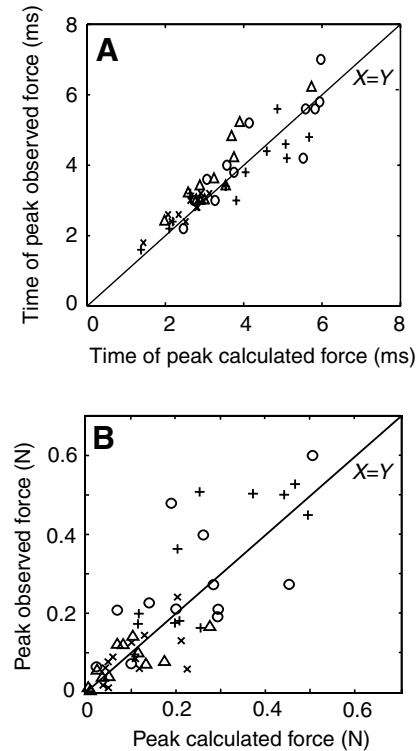 A
8
6
4
2
0
X=Y
0 2 4 6 8
Time of peak observed force (ms)
Time of peak calculated force (ms)
B
0.6
0.4
0.2
0
X=Y
0 0.2 0.4 0.6
Peak observed force (N)
Peak calculated force (N)